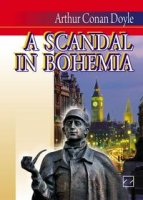 Arthur Conan Doyle
A SCANDAL
IN BOHEMIA